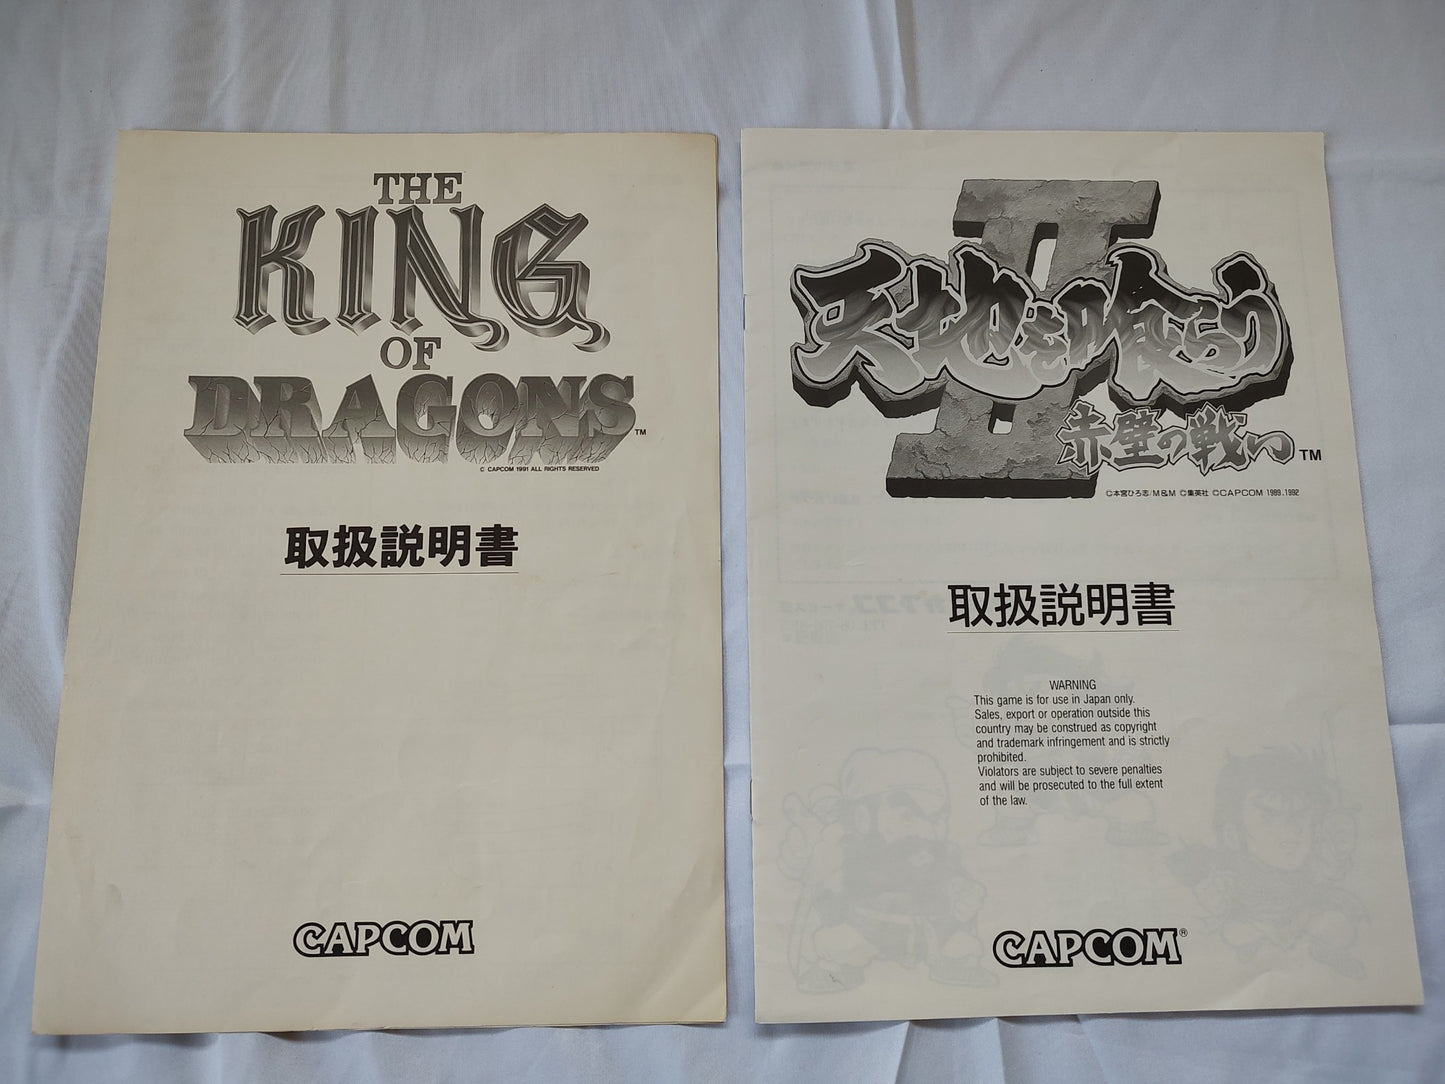 THE
KING
OF
DRAGONS™
© CAPCOM 1991 ALL RIGHTS RESERVED
取扱説明書
CAPCOM
II
天地を喰らう
赤壁の戦い™
©本宮ひろ志/M&M ©集英社 ©CAPCOM 1989,1992
取扱説明書
WARNING
This game is for use in Japan only.
Sales, export or operation outside this
country may be construed as copyright
and trademark infringement and is strictly
prohibited.
Violators are subject to severe penalties
and will be prosecuted to the full extent
of the law.
CAPCOM®